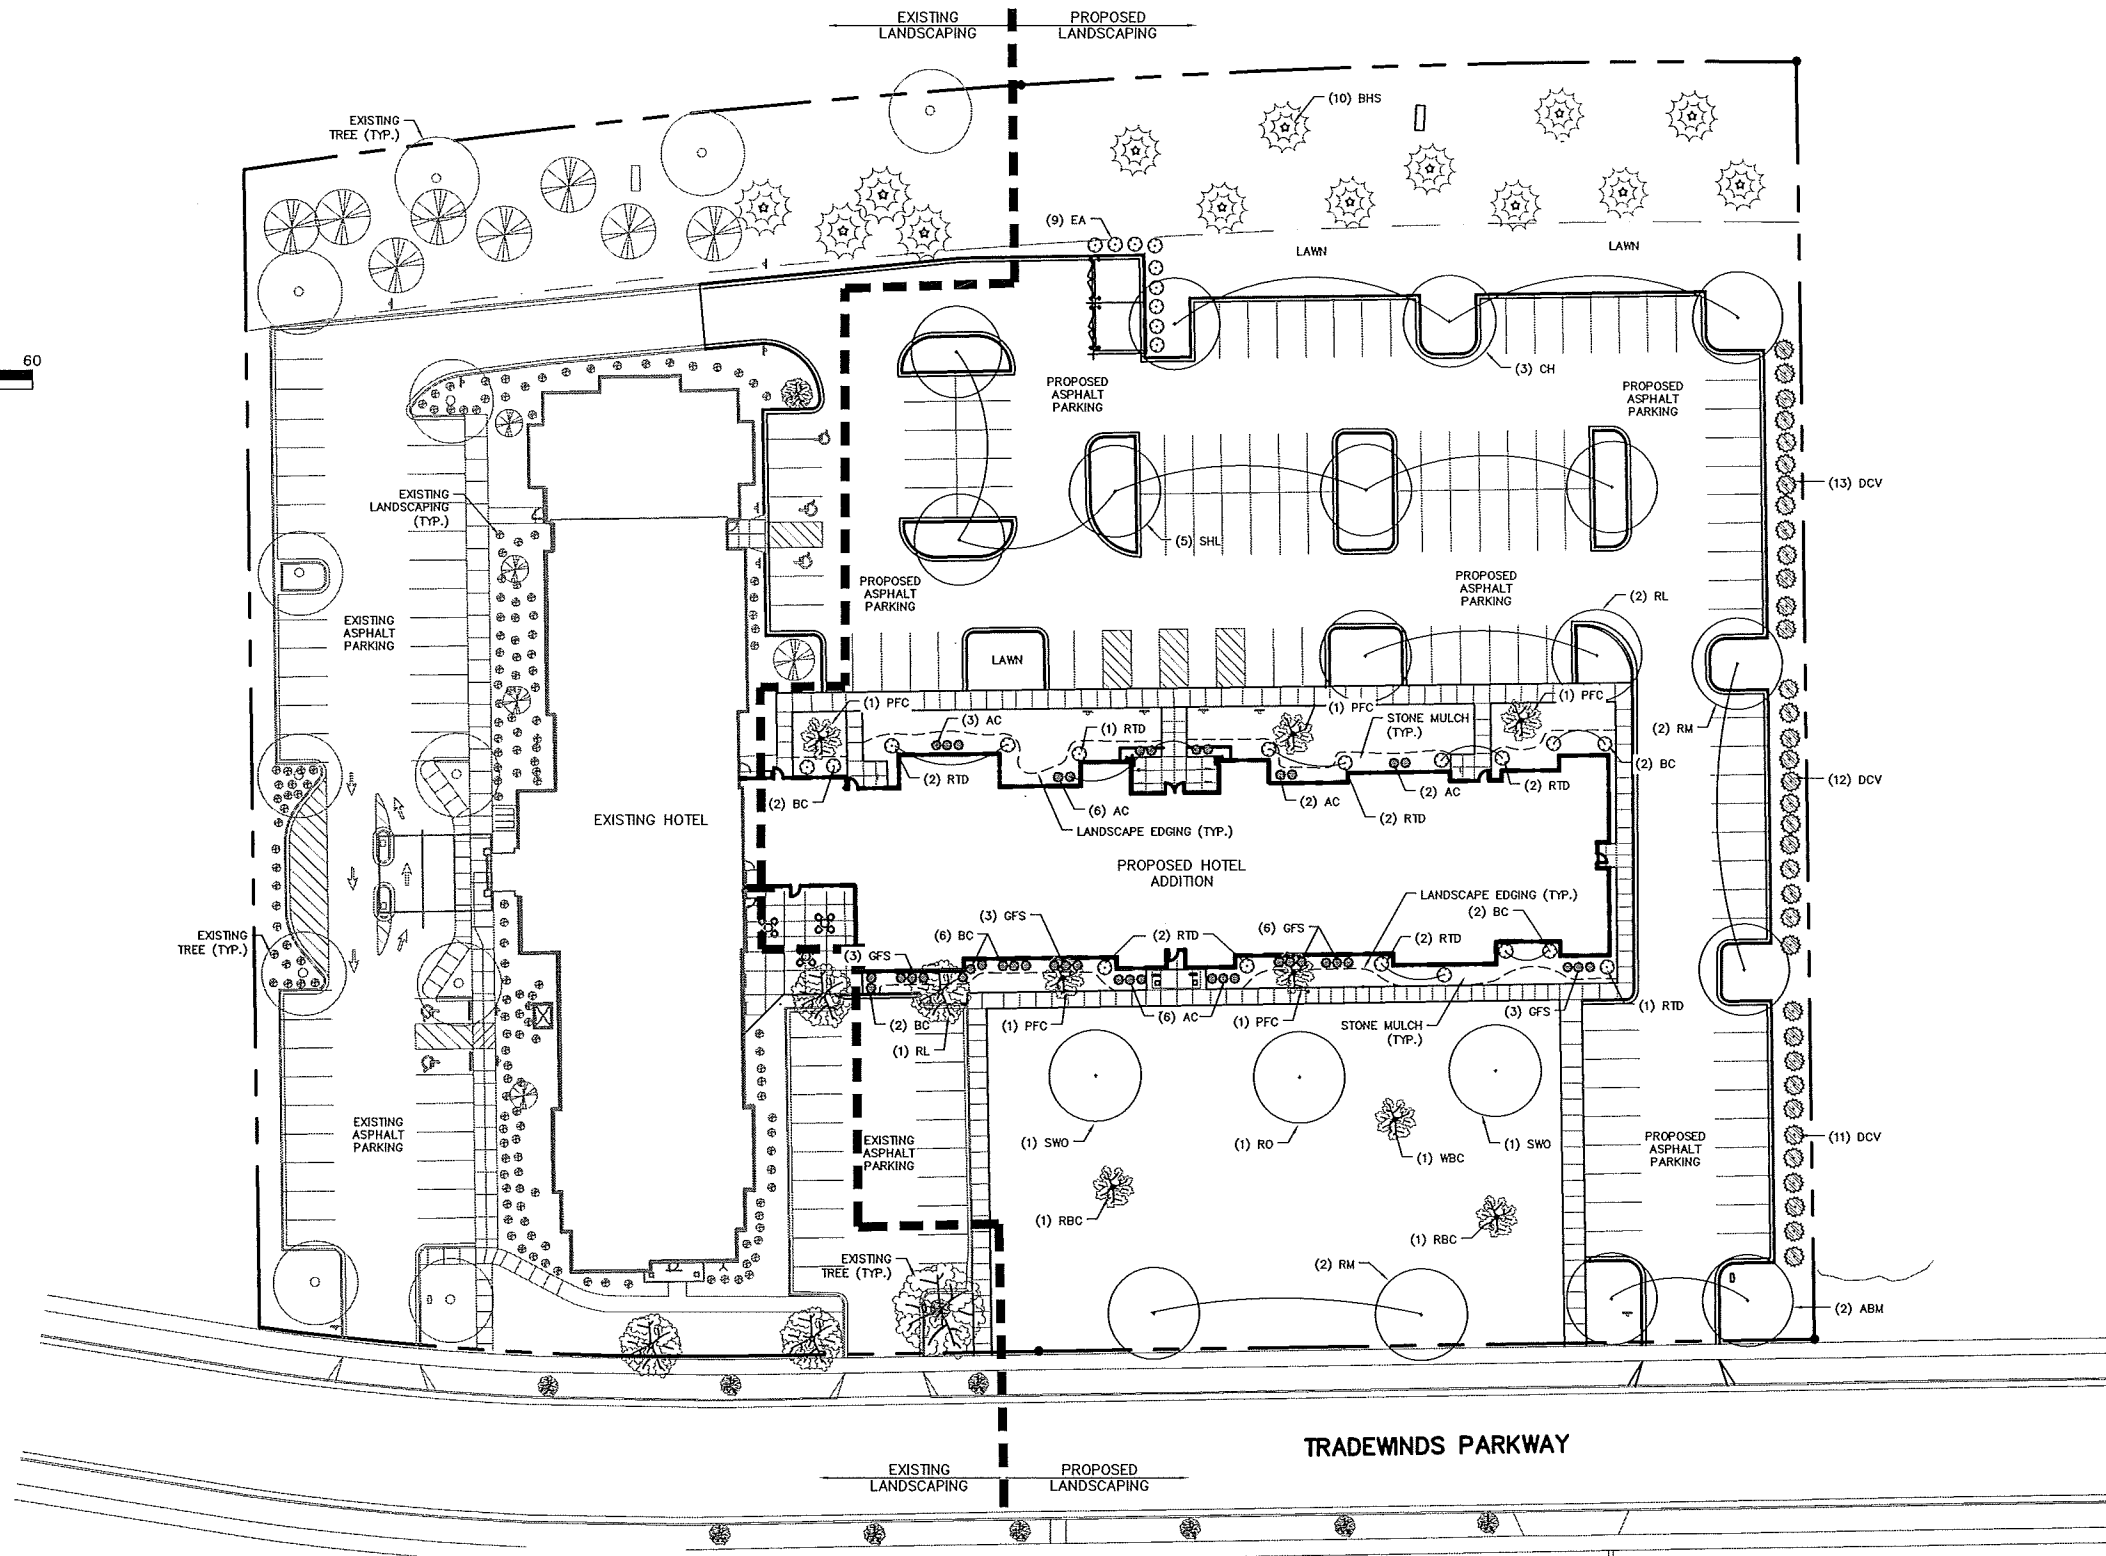 EXISTING
LANDSCAPING
PROPOSED
LANDSCAPING
EXISTING
TREE (TYP.)
(10) BHS
(9) EA
LAWN
LAWN
60
(3) CH
PROPOSED
ASPHALT
PARKING
PROPOSED
ASPHALT
PARKING
EXISTING
LANDSCAPING
(TYP.)
(13) DCV
(5) SHL
PROPOSED
ASPHALT
PARKING
PROPOSED
ASPHALT
PARKING
(2) RL
EXISTING
ASPHALT
PARKING
LAWN
(1) PFC
(3) AC
(1) RTD
(1) PFC
STONE MULCH
(TYP.)
(1) PFC
(2) RM
(2) RTD
(2) BC
(2) BC
(6) AC
(2) AC
(2) AC
(2) RTD
(2) RTD
(12) DCV
EXISTING HOTEL
LANDSCAPE EDGING (TYP.)
PROPOSED HOTEL
ADDITION
LANDSCAPE EDGING (TYP.)
(3) GFS
(2) BC
EXISTING
TREE (TYP.)
(6) BC
(2) RTD
(6) GFS
(2) RTD
(3) GFS
(2) BC
(1) PFC
(6) AC
(1) PFC
STONE MULCH
(TYP.)
(3) GFS
(1) RTD
(1) RL
EXISTING
ASPHALT
PARKING
EXISTING
ASPHALT
PARKING
(1) SWO
(1) RO
(1) WBC
(1) SWO
PROPOSED
ASPHALT
PARKING
(11) DCV
(1) RBC
(1) RBC
EXISTING
TREE (TYP.)
(2) RM
(2) ABM
TRADEWINDS PARKWAY
EXISTING
LANDSCAPING
PROPOSED
LANDSCAPING